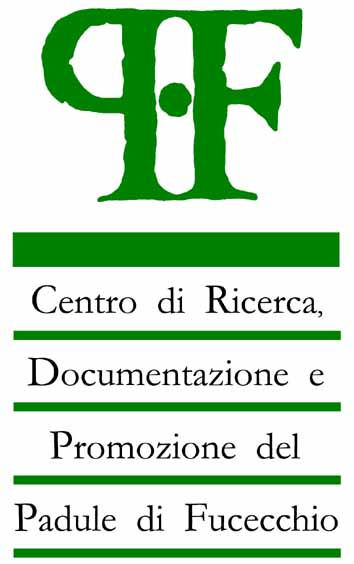 P·F
Centro di Ricerca,
Documentazione e
Promozione del
Padule di Fucecchio